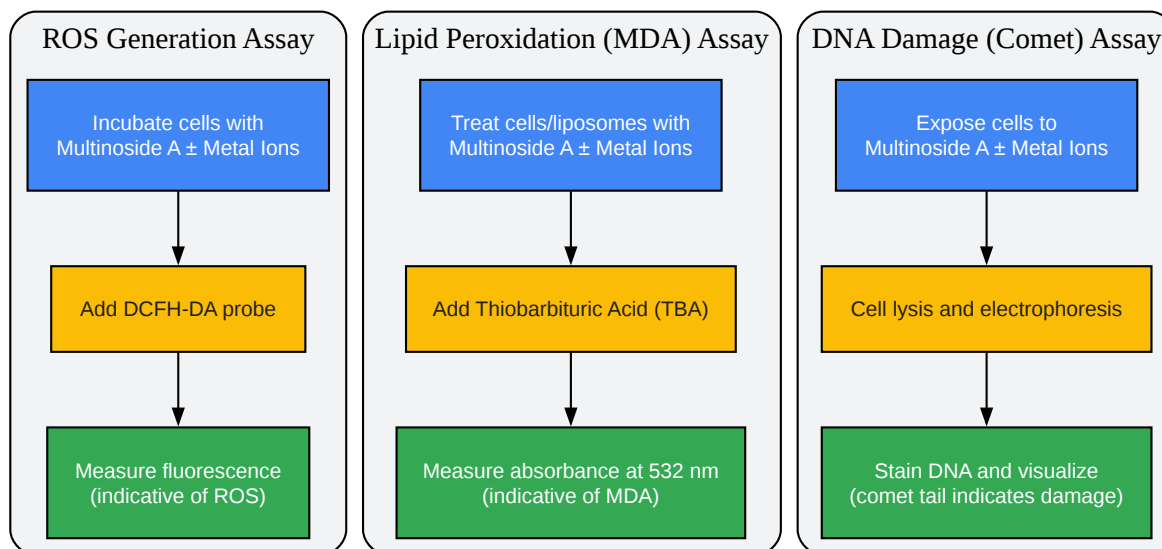 ROS Generation Assay
Incubate cells with
Multinoside A ± Metal Ions
Add DCFH-DA probe
Measure fluorescence
(indicative of ROS)
Lipid Peroxidation (MDA) Assay
Treat cells/liposomes with
Multinoside A ± Metal Ions
Add Thiobarbituric Acid (TBA)
Measure absorbance at 532 nm
(indicative of MDA)
DNA Damage (Comet) Assay
Expose cells to
Multinoside A ± Metal Ions
Cell lysis and electrophoresis
Stain DNA and visualize
(comet tail indicates damage)